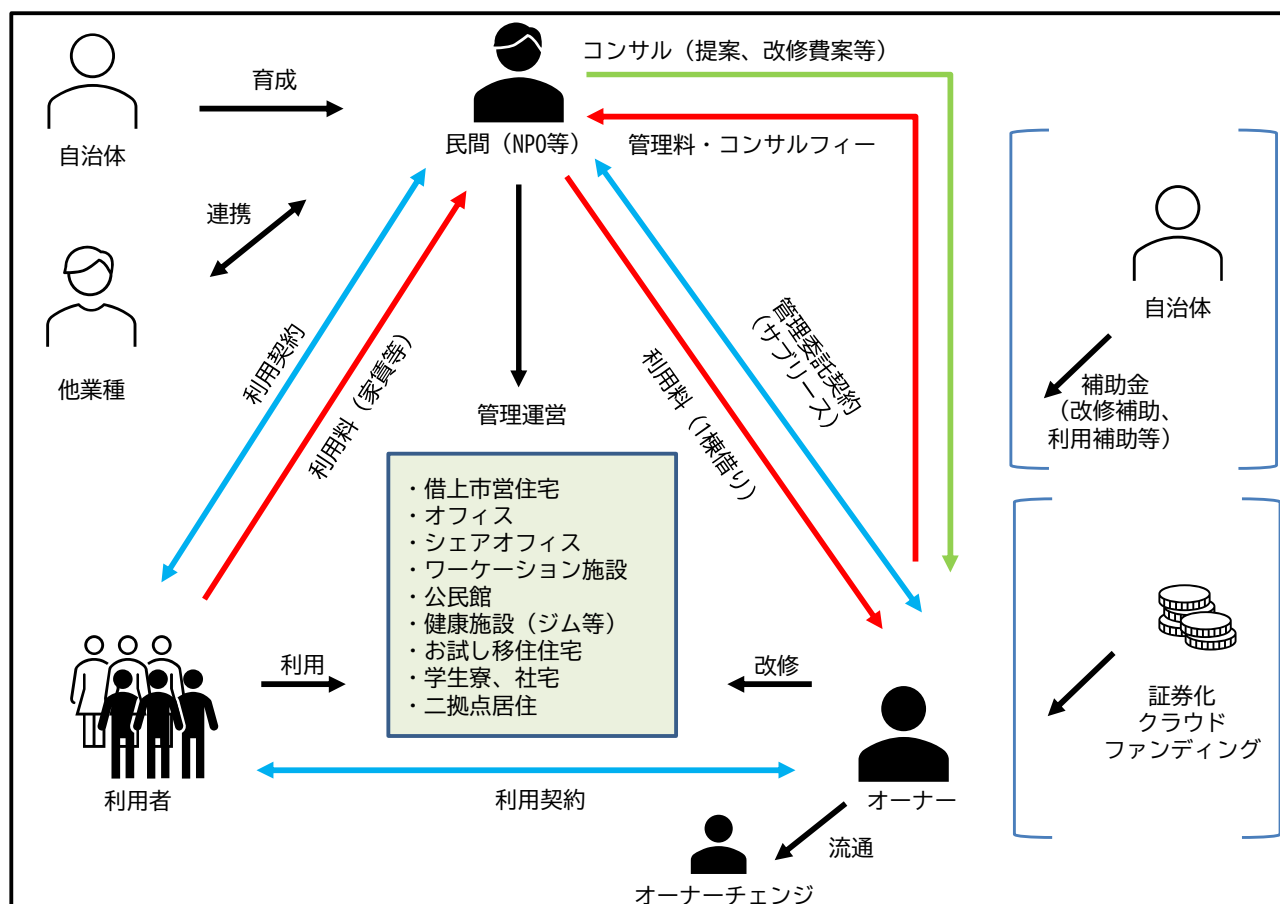 コンサル（提案、改修費案等）
育成
自治体
民間（NPO等）
管理料・コンサルフィー
連携
他業種
自治体
補助金
（改修補助、
利用補助等）
利用契約
利用料（家賃等）
管理運営
利用料（1棟借り）
管理委託契約
（サブリース）
・借上市営住宅
・オフィス
・シェアオフィス
・ワーケーション施設
・公民館
・健康施設（ジム等）
・お試し移住住宅
・学生寮、社宅
・二拠点居住
利用
改修
証券化
クラウド
ファンディング
利用者
利用契約
オーナー
流通
オーナーチェンジ